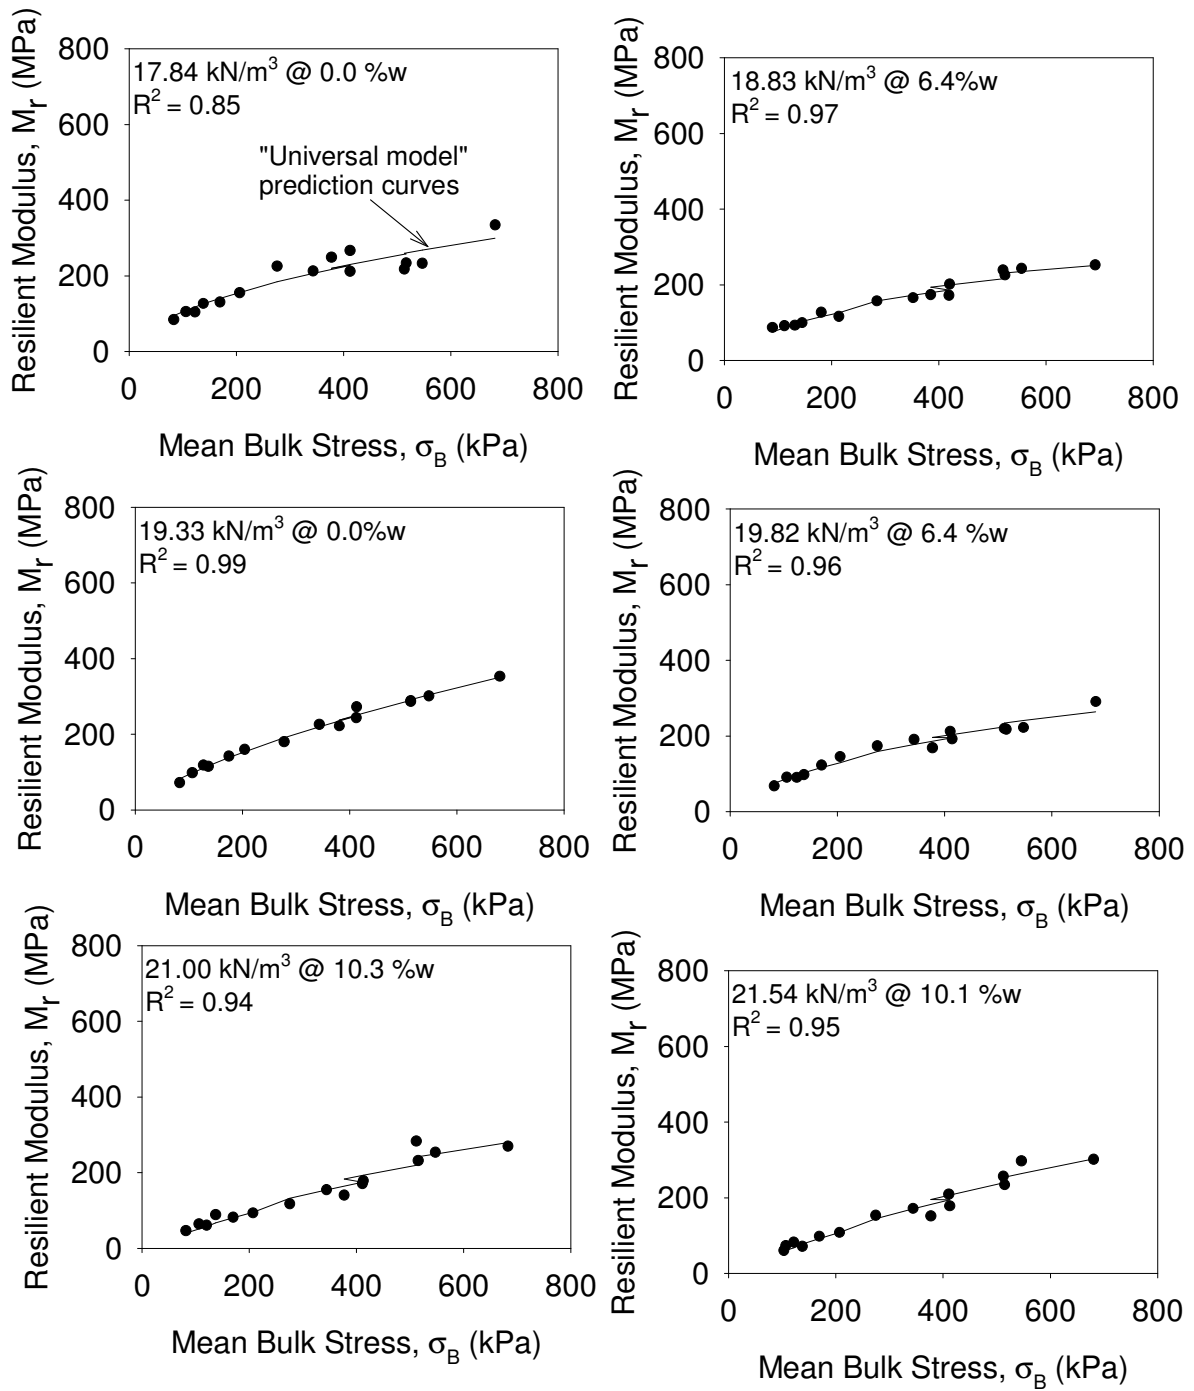 Resilient Modulus, Mr (MPa)
800
600
400
200
0
17.84 kN/m³ @ 0.0 %w
R² = 0.85
"Universal model"
prediction curves
0 200 400 600 800
Mean Bulk Stress, σB (kPa)
Resilient Modulus, Mr (MPa)
800
600
400
200
0
18.83 kN/m³ @ 6.4%w
R² = 0.97
0 200 400 600 800
Mean Bulk Stress, σB (kPa)
Resilient Modulus, Mr (MPa)
800
600
400
200
0
19.33 kN/m³ @ 0.0%w
R² = 0.99
0 200 400 600 800
Mean Bulk Stress, σB (kPa)
Resilient Modulus, Mr (MPa)
800
600
400
200
0
19.82 kN/m³ @ 6.4 %w
R² = 0.96
0 200 400 600 800
Mean Bulk Stress, σB (kPa)
Resilient Modulus, Mr (MPa)
800
600
400
200
0
21.00 kN/m³ @ 10.3 %w
R² = 0.94
0 200 400 600 800
Mean Bulk Stress, σB (kPa)
Resilient Modulus, Mr (MPa)
800
600
400
200
0
21.54 kN/m³ @ 10.1 %w
R² = 0.95
0 200 400 600 800
Mean Bulk Stress, σB (kPa)